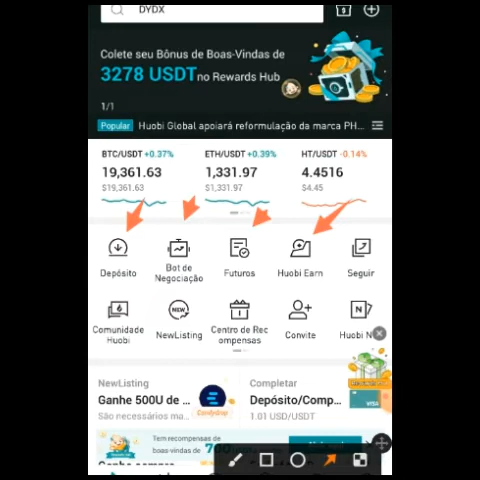 DYDX
9
Colete seu Bônus de Boas-Vindas de
3278 USDT no Rewards Hub
1/1
Popular Huobi Global apoiará reformulação da marca PH...
BTC/USDT +0.37% ETH/USDT +0.39% HT/USDT -0.14%
19,361.63 1,331.97 4.4516
$19,361.63 $1,331.97 $4.45
Depósito Bot de Negociação Futuros Huobi Earn Seguir
NEW N
Comunidade Huobi NewListing Centro de Rec ompensas Convite Huobi N
NewListing Completar
Ganhe 500U de ... Depósito/Comp...
São necessários ma... 1.01 USD/USDT
Candydrop
VISA
Tem recompensas de
boas-vindas de 700